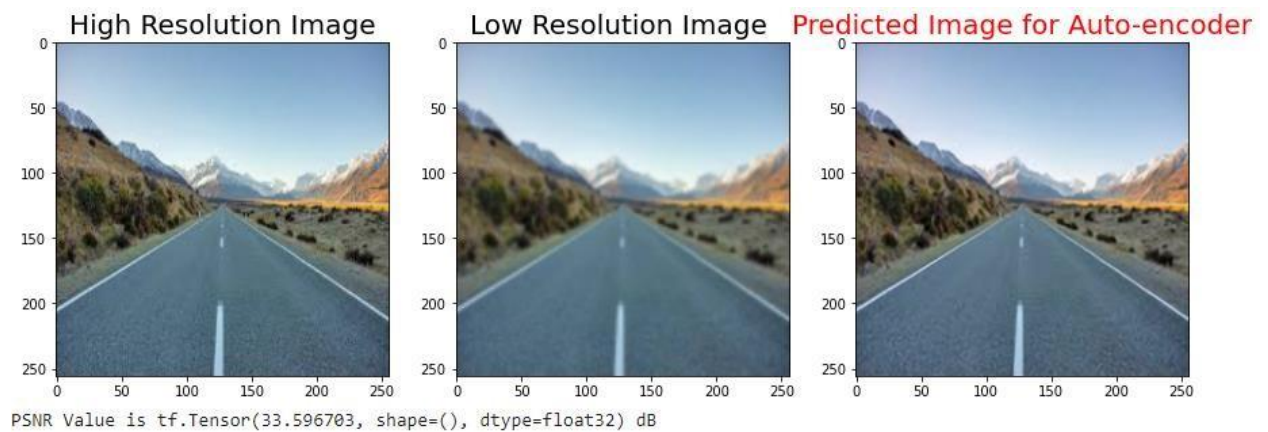 High Resolution Image
Low Resolution Image
Predicted Image for Auto-encoder
0
50
100
150
200
250
0 50 100 150 200 250
0
50
100
150
200
250
0 50 100 150 200 250
0
50
100
150
200
250
0 50 100 150 200 250
PSNR Value is tf.Tensor(33.596703, shape=(), dtype=float32) dB